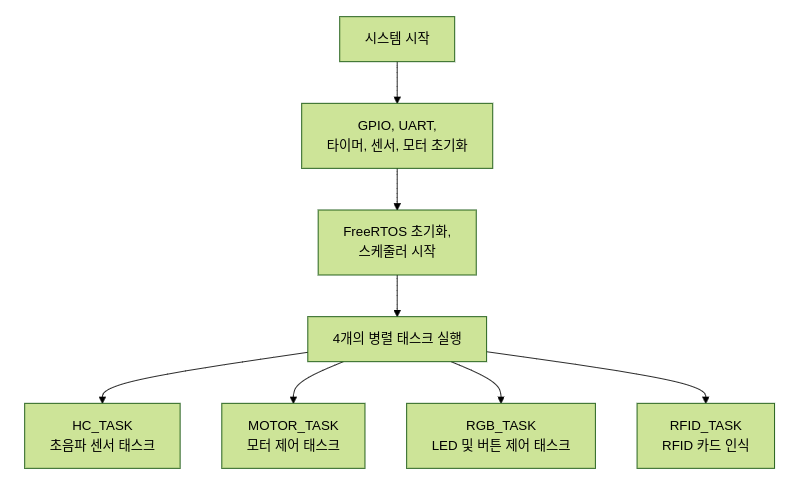 시스템 시작
GPIO, UART,
타이머, 센서, 모터 초기화
FreeRTOS 초기화,
스케줄러 시작
4개의 병렬 태스크 실행
HC_TASK
초음파 센서 태스크
MOTOR_TASK
모터 제어 태스크
RGB_TASK
LED 및 버튼 제어 태스크
RFID_TASK
RFID 카드 인식